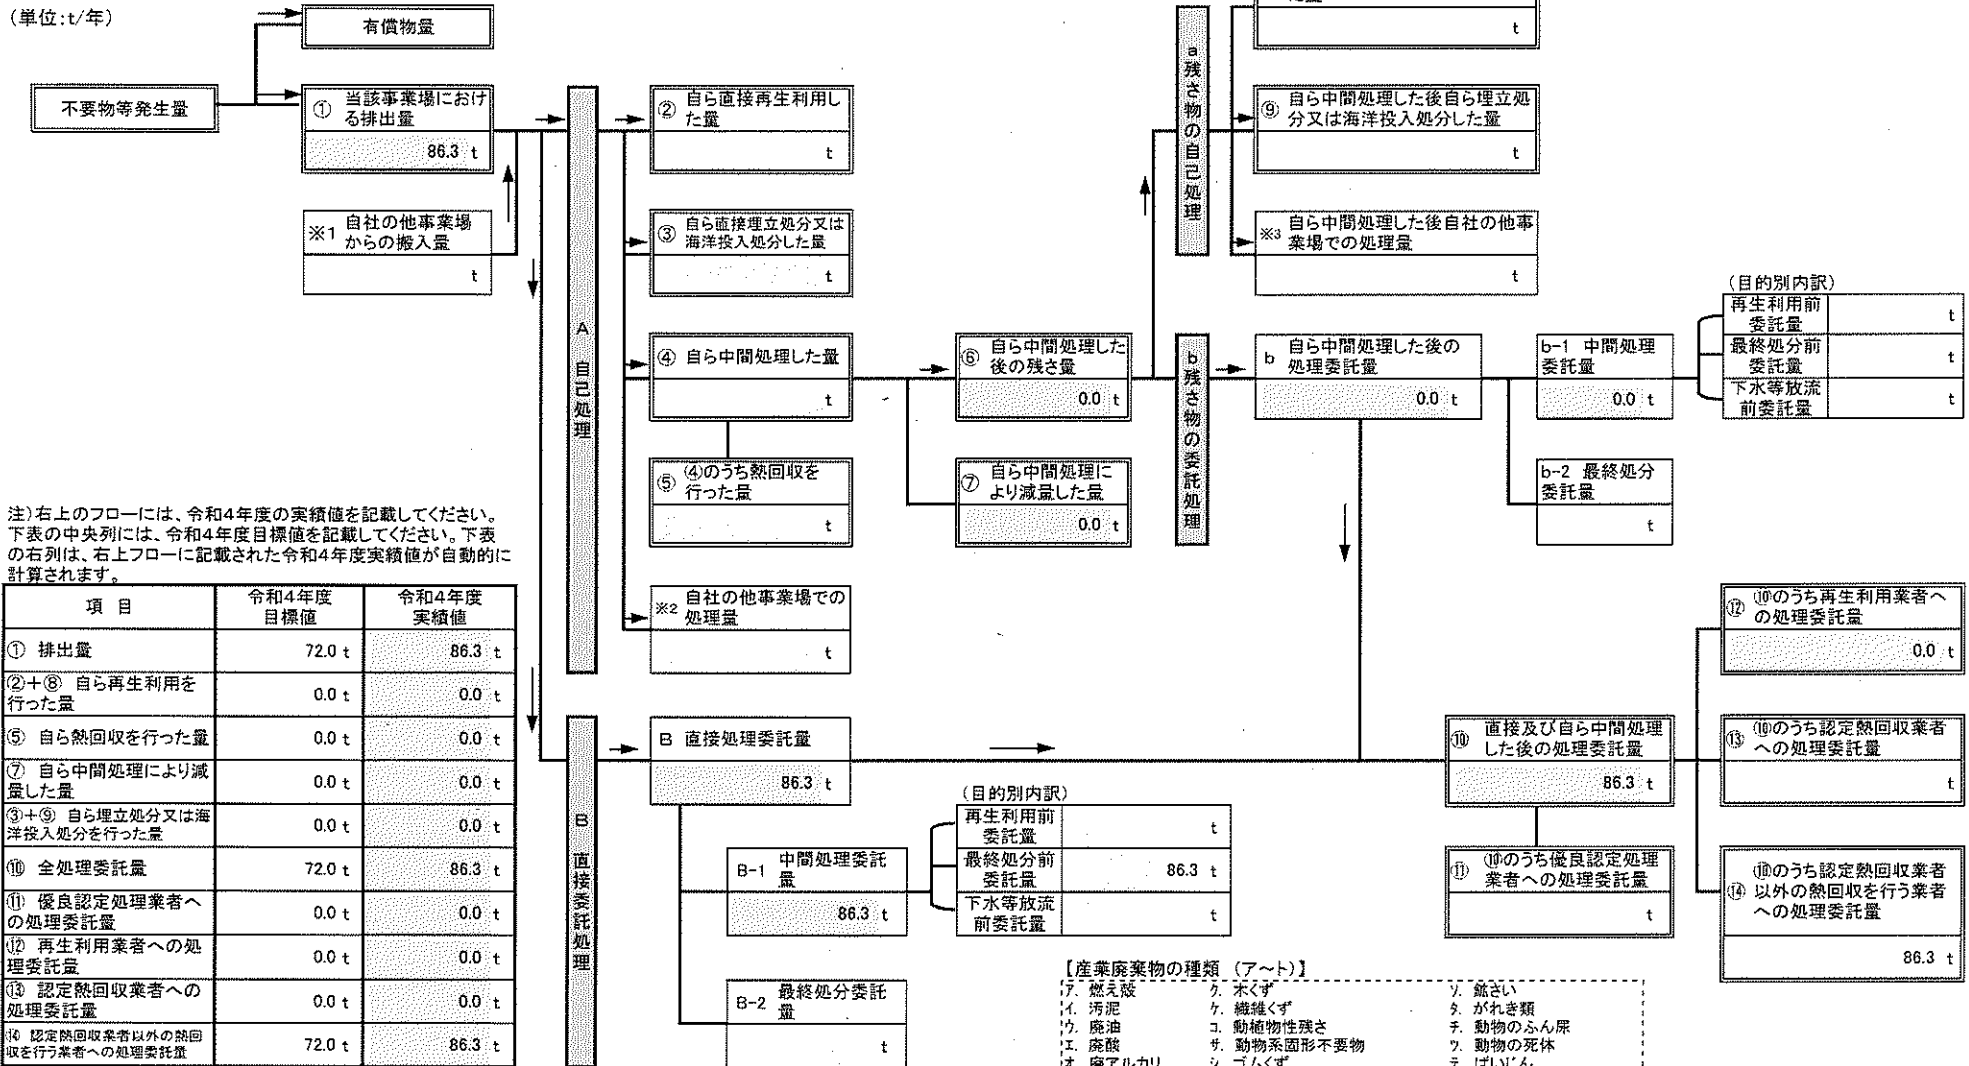 (単位:t/年)
有償物量
不要物等発生量
① 当該事業場におけ
る排出量
86.3 t
※1 自社の他事業場
からの搬入量
t
A 自己処理
② 自ら直接再生利用し
た量
t
③ 自ら直接埋立処分又は
海洋投入処分した量
t
④ 自ら中間処理した量
t
⑤ ④のうち熱回収を
行った量
t
※2 自社の他事業場での
処理量
t
⑥ 自ら中間処理した
後の残さ量
0.0 t
⑦ 自ら中間処理に
より減量した量
0.0 t
a 残さ物の自己処理
t
⑨ 自ら中間処理した後自ら埋立処
分又は海洋投入処分した量
t
※3 自ら中間処理した後自社の他事
業場での処理量
t
b 残さ物の委託処理
b 自ら中間処理した後の
処理委託量
0.0 t
b-1 中間処理
委託量
0.0 t
b-2 最終処分
委託量
t
(目的別内訳)
再生利用前
委託量 t
最終処分前
委託量 t
下水等放流
前委託量 t
注)右上のフローには、令和4年度の実績値を記載してください。
下表の中央列には、令和4年度目標値を記載してください。下表
の右列は、右上フローに記載された令和4年度実績値が自動的に
計算されます。
項 目 令和4年度 令和4年度
目標値 実績値
① 排出量 72.0 t 86.3 t
②+⑧ 自ら再生利用を
行った量 0.0 t 0.0 t
⑤ 自ら熱回収を行った量 0.0 t 0.0 t
⑦ 自ら中間処理により減
量した量 0.0 t 0.0 t
③+⑨ 自ら埋立処分又は海
洋投入処分を行った量 0.0 t 0.0 t
⑩ 全処理委託量 72.0 t 86.3 t
⑪ 優良認定処理業者へ
の処理委託量 0.0 t 0.0 t
⑫ 再生利用業者への処
理委託量 0.0 t 0.0 t
⑬ 認定熱回収業者への
処理委託量 0.0 t 0.0 t
⑭ 認定熱回収業者以外の熱回
収を行う業者への処理委託量 72.0 t 86.3 t
B 直接委託処理
B 直接処理委託量
86.3 t
B-1 中間処理委託
量
86.3 t
B-2 最終処分委託
量
t
(目的別内訳)
再生利用前
委託量 t
最終処分前
委託量 86.3 t
下水等放流
前委託量 t
⑩ 直接及び自ら中間処理
した後の処理委託量
86.3 t
⑪ ⑩のうち優良認定処理
業者への処理委託量
t
⑫ ⑩のうち再生利用業者へ
の処理委託量
0.0 t
⑬ ⑩のうち認定熱回収業者
への処理委託量
t
⑭ ⑩のうち認定熱回収業者
以外の熱回収を行う業者
への処理委託量
86.3 t
【産業廃棄物の種類 (ア〜ト)】
ア. 燃え殻 ク. 木くず ソ. 鉱さい
イ. 汚泥 ケ. 繊維くず タ. がれき類
ウ. 廃油 コ. 動植物性残さ チ. 動物のふん尿
エ. 廃酸 サ. 動物系固形不要物 ツ. 動物の死体
オ. 廃アルカリ シ. ゴムくず テ. ばいじん